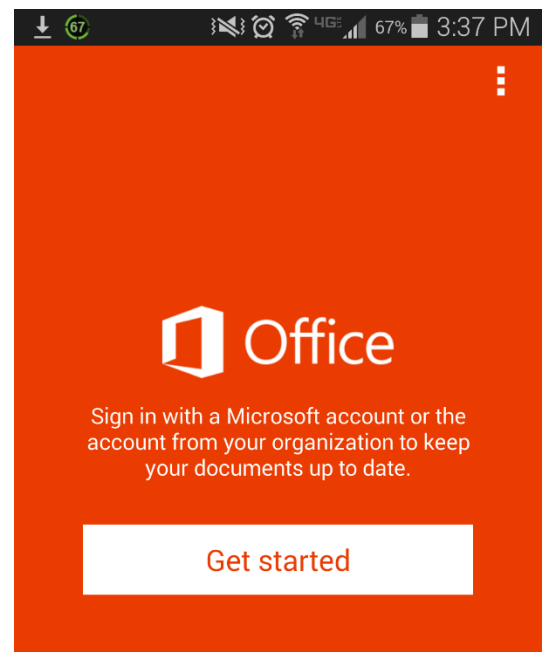 67 4G 67% 3:37 PM
Office
Sign in with a Microsoft account or the
account from your organization to keep
your documents up to date.
Get started